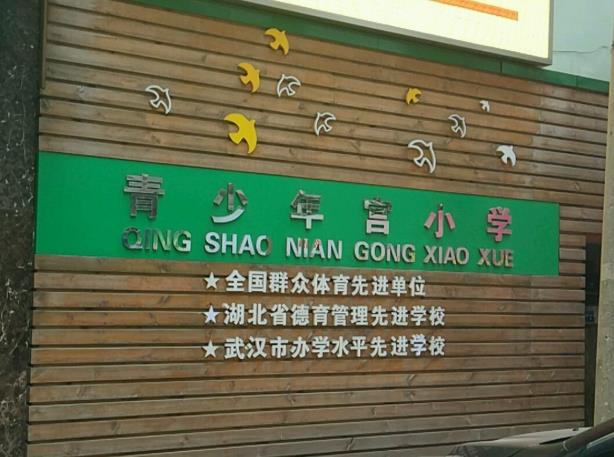 青少年宫小学
QING SHAO NIAN GONG XIAO XUE
★全国群众体育先进单位
★湖北省德育管理先进学校
★武汉市办学水平先进学校